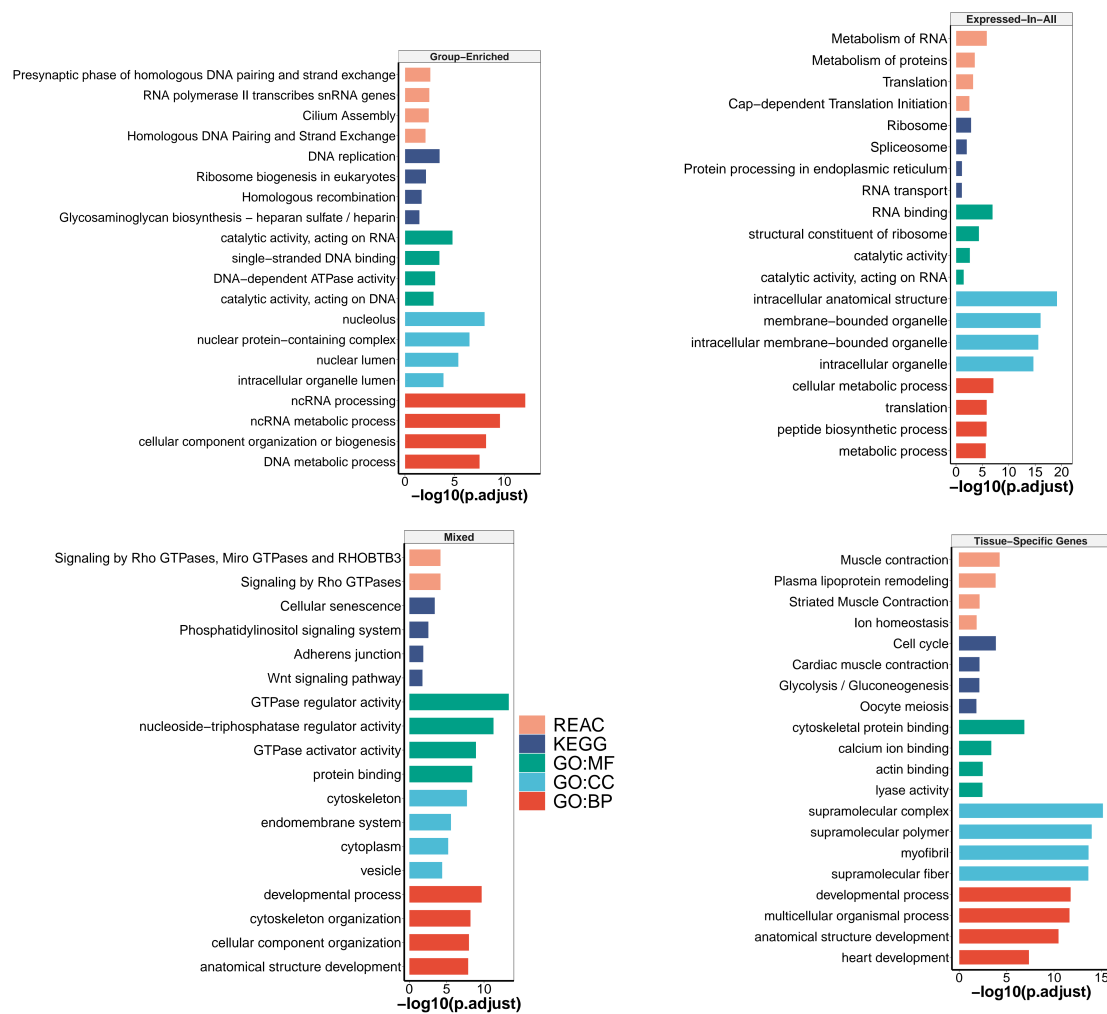 Group−Enriched
Presynaptic phase of homologous DNA pairing and strand exchange
RNA polymerase II transcribes snRNA genes
Cilium Assembly
Homologous DNA Pairing and Strand Exchange
DNA replication
Ribosome biogenesis in eukaryotes
Homologous recombination
Glycosaminoglycan biosynthesis − heparan sulfate / heparin
catalytic activity, acting on RNA
single−stranded DNA binding
DNA−dependent ATPase activity
catalytic activity, acting on DNA
nucleolus
nuclear protein−containing complex
nuclear lumen
intracellular organelle lumen
ncRNA processing
ncRNA metabolic process
cellular component organization or biogenesis
DNA metabolic process
0 5 10
−log10(p.adjust)
Expressed−In−All
Metabolism of RNA
Metabolism of proteins
Translation
Cap−dependent Translation Initiation
Ribosome
Spliceosome
Protein processing in endoplasmic reticulum
RNA transport
RNA binding
structural constituent of ribosome
catalytic activity
catalytic activity, acting on RNA
intracellular anatomical structure
membrane−bounded organelle
intracellular membrane−bounded organelle
intracellular organelle
cellular metabolic process
translation
peptide biosynthetic process
metabolic process
0 5 10 15 20
−log10(p.adjust)
Mixed
Signaling by Rho GTPases, Miro GTPases and RHOBTB3
Signaling by Rho GTPases
Cellular senescence
Phosphatidylinositol signaling system
Adherens junction
Wnt signaling pathway
GTPase regulator activity
nucleoside−triphosphatase regulator activity
GTPase activator activity
protein binding
cytoskeleton
endomembrane system
cytoplasm
vesicle
developmental process
cytoskeleton organization
cellular component organization
anatomical structure development
0 5 10
−log10(p.adjust)
REAC
KEGG
GO:MF
GO:CC
GO:BP
Tissue−Specific Genes
Muscle contraction
Plasma lipoprotein remodeling
Striated Muscle Contraction
Ion homeostasis
Cell cycle
Cardiac muscle contraction
Glycolysis / Gluconeogenesis
Oocyte meiosis
cytoskeletal protein binding
calcium ion binding
actin binding
lyase activity
supramolecular complex
supramolecular polymer
myofibril
supramolecular fiber
developmental process
multicellular organismal process
anatomical structure development
heart development
0 5 10 15
−log10(p.adjust)